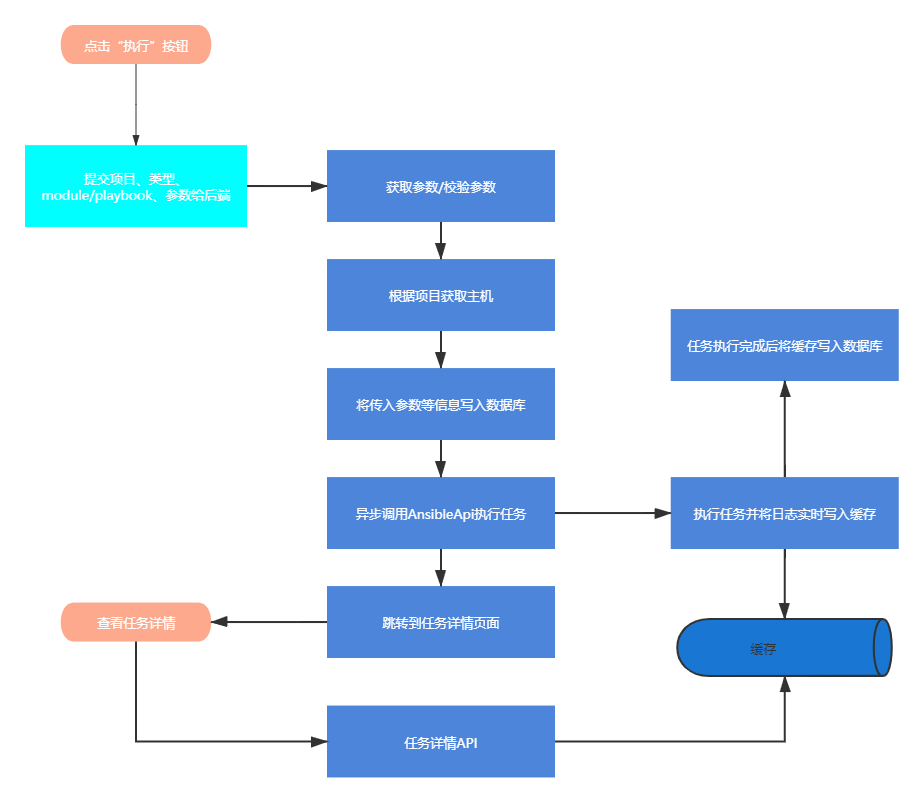 点击“执行”按钮
提交项目、类型、
module/playbook、参数给后端
获取参数/校验参数
根据项目获取主机
任务执行完成后将缓存写入数据库
将传入参数等信息写入数据库
异步调用AnsibleApi执行任务
执行任务并将日志实时写入缓存
查看任务详情
跳转到任务详情页面
缓存
任务详情API